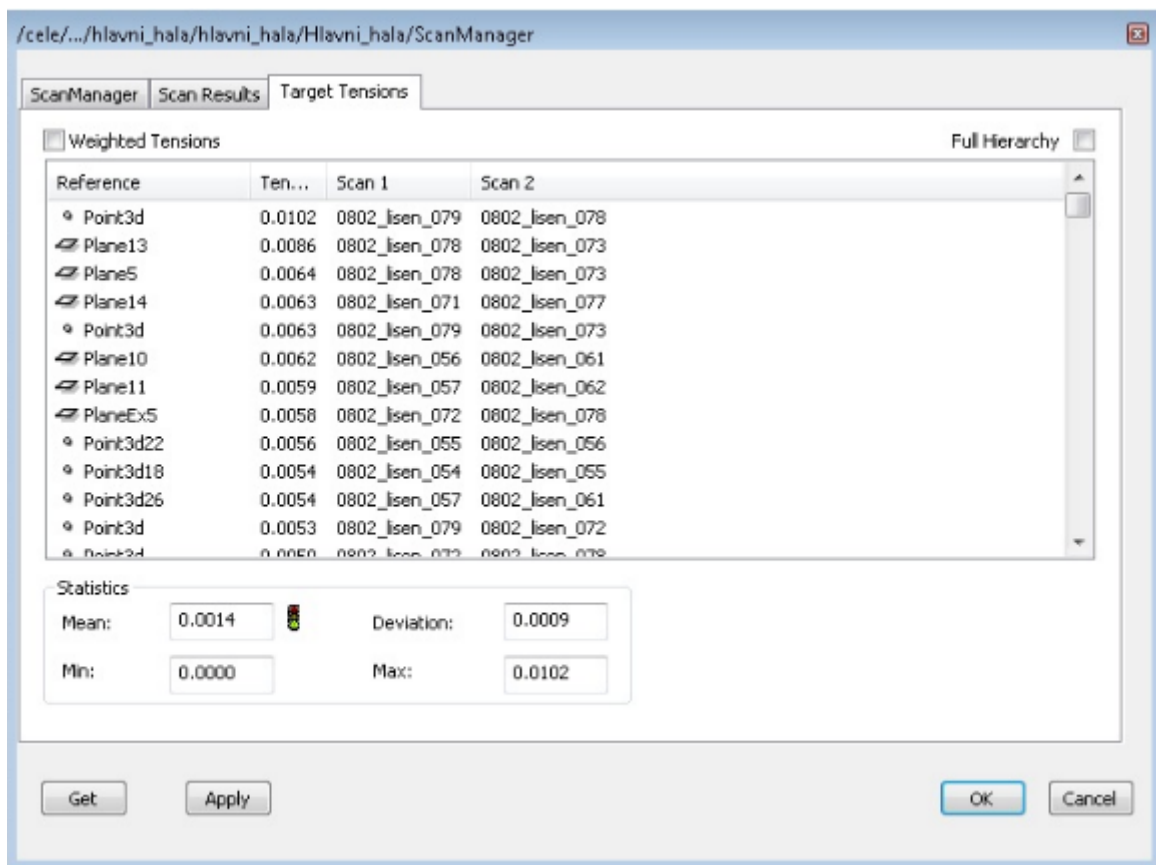 /cele/.../hlavni_hala/hlavni_hala/Hlavni_hala/ScanManager
ScanManager Scan Results Target Tensions
Weighted Tensions Full Hierarchy
Reference Ten... Scan 1 Scan 2
Point3d 0.0102 0802_lisen_079 0802_lisen_078
Plane13 0.0086 0802_lisen_078 0802_lisen_073
Plane5 0.0064 0802_lisen_078 0802_lisen_073
Plane14 0.0063 0802_lisen_071 0802_lisen_077
Point3d 0.0063 0802_lisen_079 0802_lisen_073
Plane10 0.0062 0802_lisen_056 0802_lisen_061
Plane11 0.0059 0802_lisen_057 0802_lisen_062
PlaneEx5 0.0058 0802_lisen_072 0802_lisen_078
Point3d22 0.0056 0802_lisen_055 0802_lisen_056
Point3d18 0.0054 0802_lisen_054 0802_lisen_055
Point3d26 0.0054 0802_lisen_057 0802_lisen_061
Point3d 0.0053 0802_lisen_079 0802_lisen_072
Statistics
Mean: 0.0014 Deviation: 0.0009
Min: 0.0000 Max: 0.0102
Get Apply OK Cancel